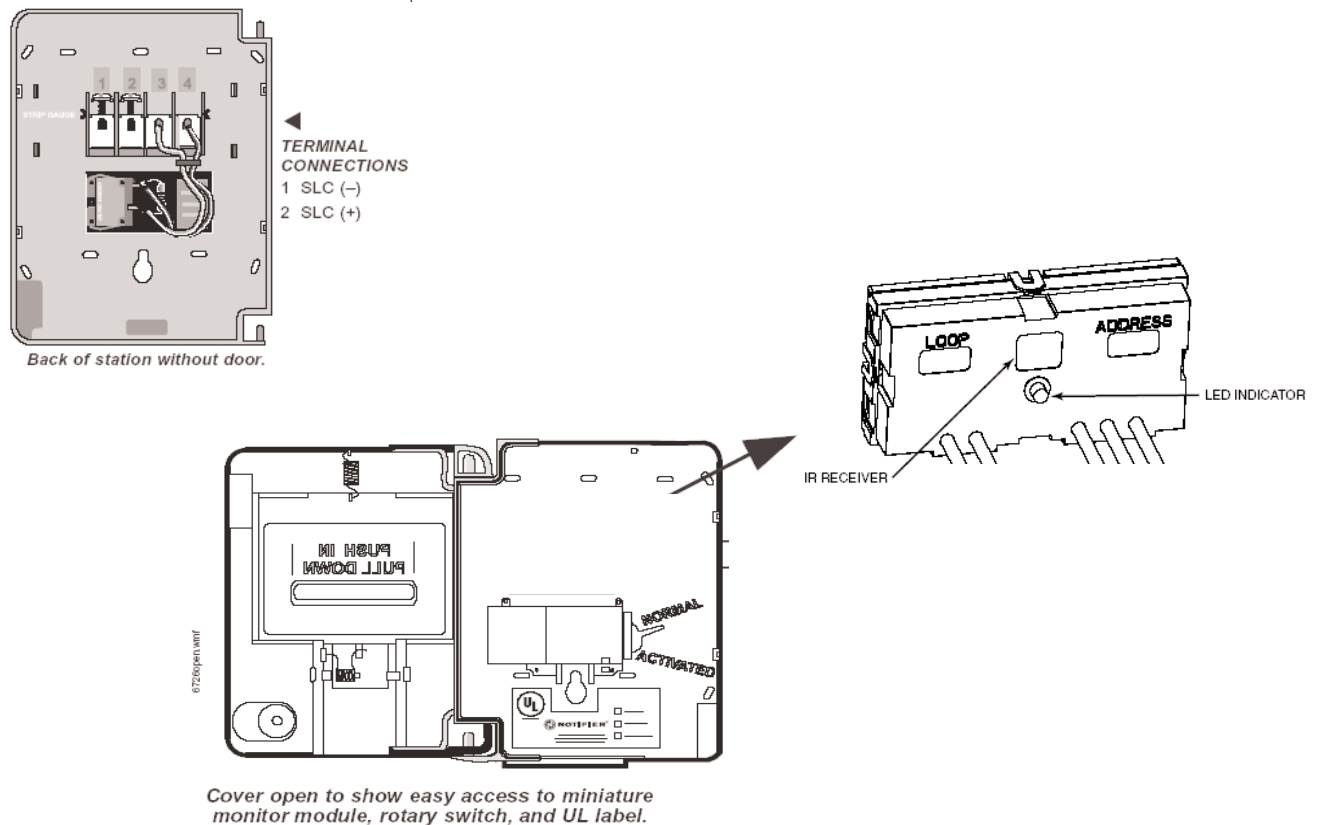 1 2 3 4
STRIP GAUGE
TERMINAL
CONNECTIONS
1 SLC (–)
2 SLC (+)
Back of station without door.
LOOP
ADDRESS
LED INDICATOR
IR RECEIVER
PUSH IN
PULL DOWN
NORMAL
ACTIVATED
6726open.wmf
UL
NOTIFIER®
Cover open to show easy access to miniature
monitor module, rotary switch, and UL label.